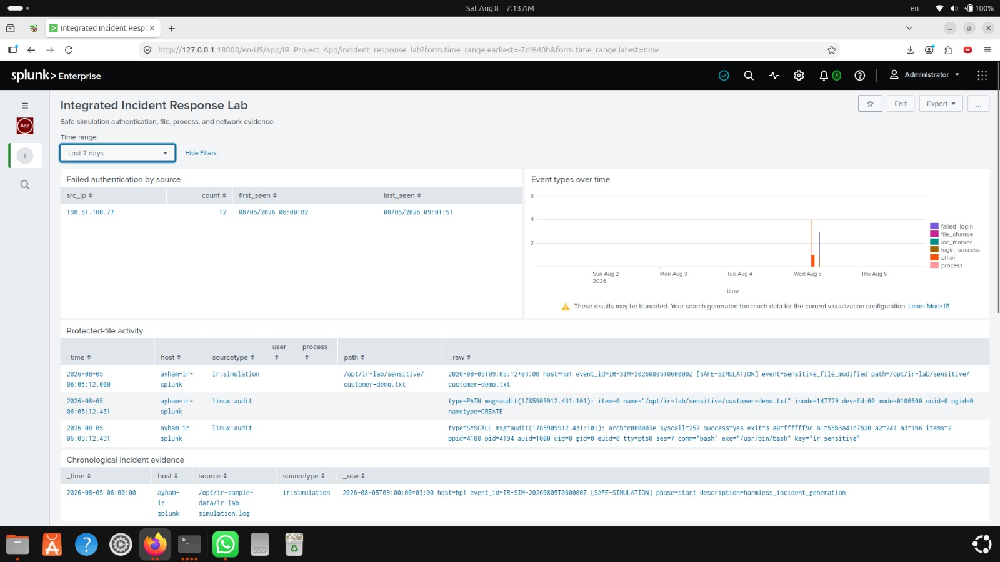 Sat Aug 8 7:13 AM
en
100%
Integrated Incident Respo
http://127.0.0.1:18000/en-US/app/IR_Project_App/incident_response_lab?form.time_range.earliest=-7d%40h&form.time_range.latest=now
splunk> Enterprise
4
Administrator
App
I
Integrated Incident Response Lab
Edit
Export
...
Safe-simulation authentication, file, process, and network evidence.
Time range
Last 7 days
Hide Filters
Failed authentication by source
src_ip count first_seen last_seen
198.51.100.77 12 08/05/2026 06:00:02 08/05/2026 09:01:51
Event types over time
6
4
2
Sun Aug 2
2026
Mon Aug 3
Tue Aug 4
Wed Aug 5
Thu Aug 6
_time
failed_login
file_change
ioc_marker
login_success
other
process
These results may be truncated. Your search generated too much data for the current visualization configuration. Learn More
Protected-file activity
_time host sourcetype user process path _raw
2026-08-05
06:05:12.000
ayham-ir-
splunk
ir:simulation
/opt/ir-lab/sensitive/
customer-demo.txt
2026-08-05T09:05:12+03:00 host=hp1 event_id=IR-SIM-20260805T060000Z [SAFE-SIMULATION] event=sensitive_file_modified path=/opt/ir-lab/sensitive/
customer-demo.txt
2026-08-05
06:05:12.431
ayham-ir-
splunk
linux:audit
type=PATH msg=audit(1785909912.431:101): item=0 name="/opt/ir-lab/sensitive/customer-demo.txt" inode=147729 dev=fd:00 mode=0100600 ouid=0 ogid=0
nametype=CREATE
2026-08-05
06:05:12.431
ayham-ir-
splunk
linux:audit
type=SYSCALL msg=audit(1785909912.431:101): arch=c000003e syscall=257 success=yes exit=3 a0=ffffff9c a1=55b3a41c7b20 a2=241 a3=1b6 items=2
ppid=4188 pid=4194 auid=1000 uid=0 gid=0 euid=0 tty=pts0 ses=7 comm="bash" exe="/usr/bin/bash" key="ir_sensitive"
Chronological incident evidence
_time host source sourcetype _raw
2026-08-05 06:00:00
ayham-
ir-
splunk
/opt/ir-sample-
data/ir-lab-
simulation.log
ir:simulation
2026-08-05T09:00:00+03:00 host=hp1 event_id=IR-SIM-20260805T060000Z [SAFE-SIMULATION] phase=start description=harmless_incident_generation
SSD